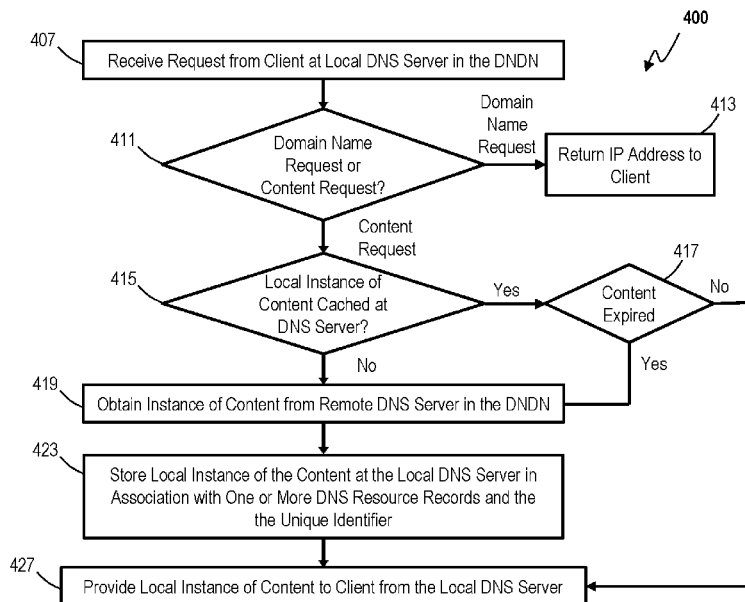 400
407
Receive Request from Client at Local DNS Server in the DNDN
411
Domain Name
Request or
Content Request?
Domain
Name
Request
413
Return IP Address to
Client
Content
Request
415
Local Instance of
Content Cached at
DNS Server?
Yes
417
Content
Expired
No
No
Yes
419
Obtain Instance of Content from Remote DNS Server in the DNDN
423
Store Local Instance of the Content at the Local DNS Server in
Association with One or More DNS Resource Records and the
the Unique Identifier
427
Provide Local Instance of Content to Client from the Local DNS Server